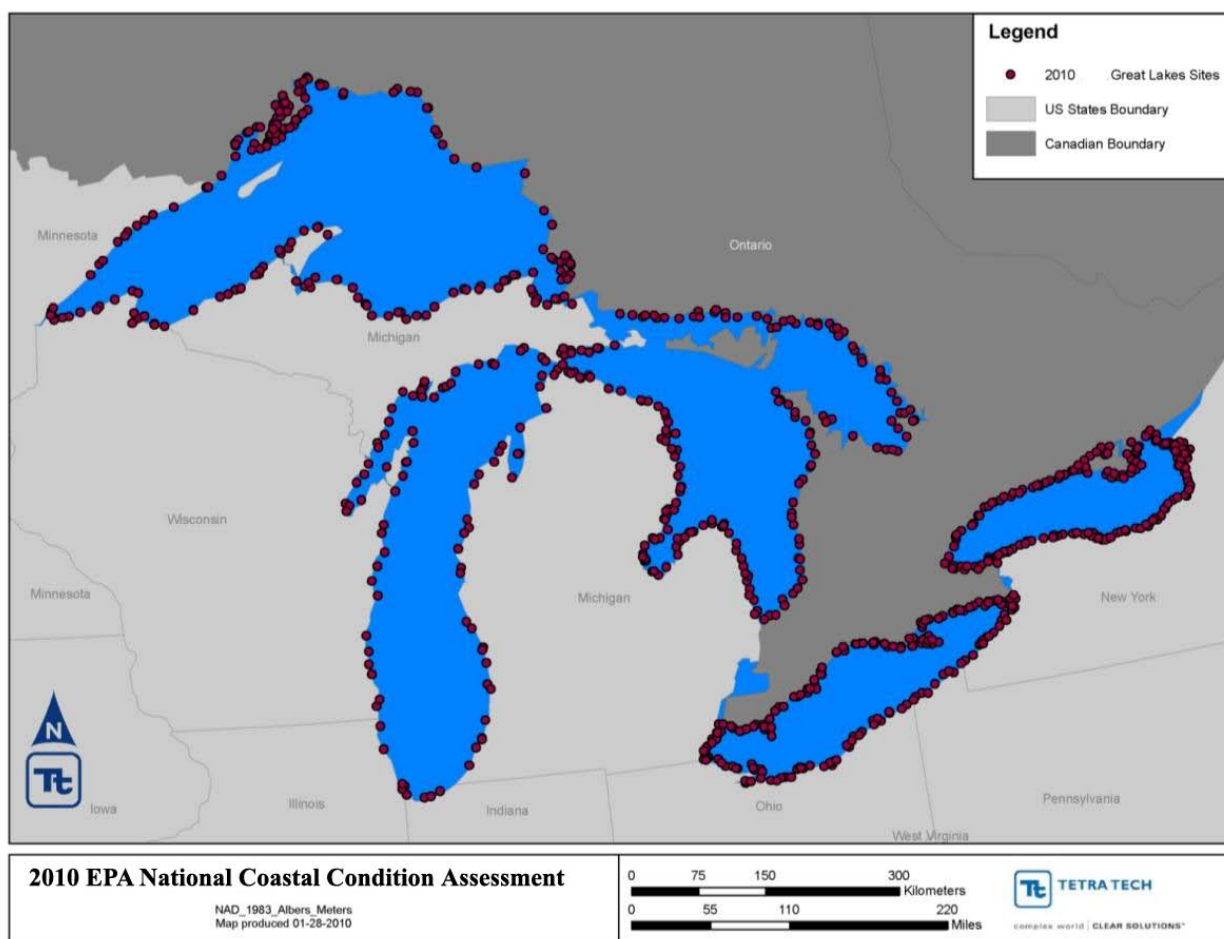 Legend
2010 Great Lakes Sites
US States Boundary
Canadian Boundary
Minnesota
Ontario
Michigan
Wisconsin
Minnesota
Michigan
New York
N
Tt
Iowa
Illinois
Indiana
Ohio
Pennsylvania
West Virginia
2010 EPA National Coastal Condition Assessment
NAD_1983_Albers_Meters
Map produced 01-28-2010
0 75 150 300
Kilometers
0 55 110 220
Miles
Tt TETRA TECH
complex world | CLEAR SOLUTIONS™